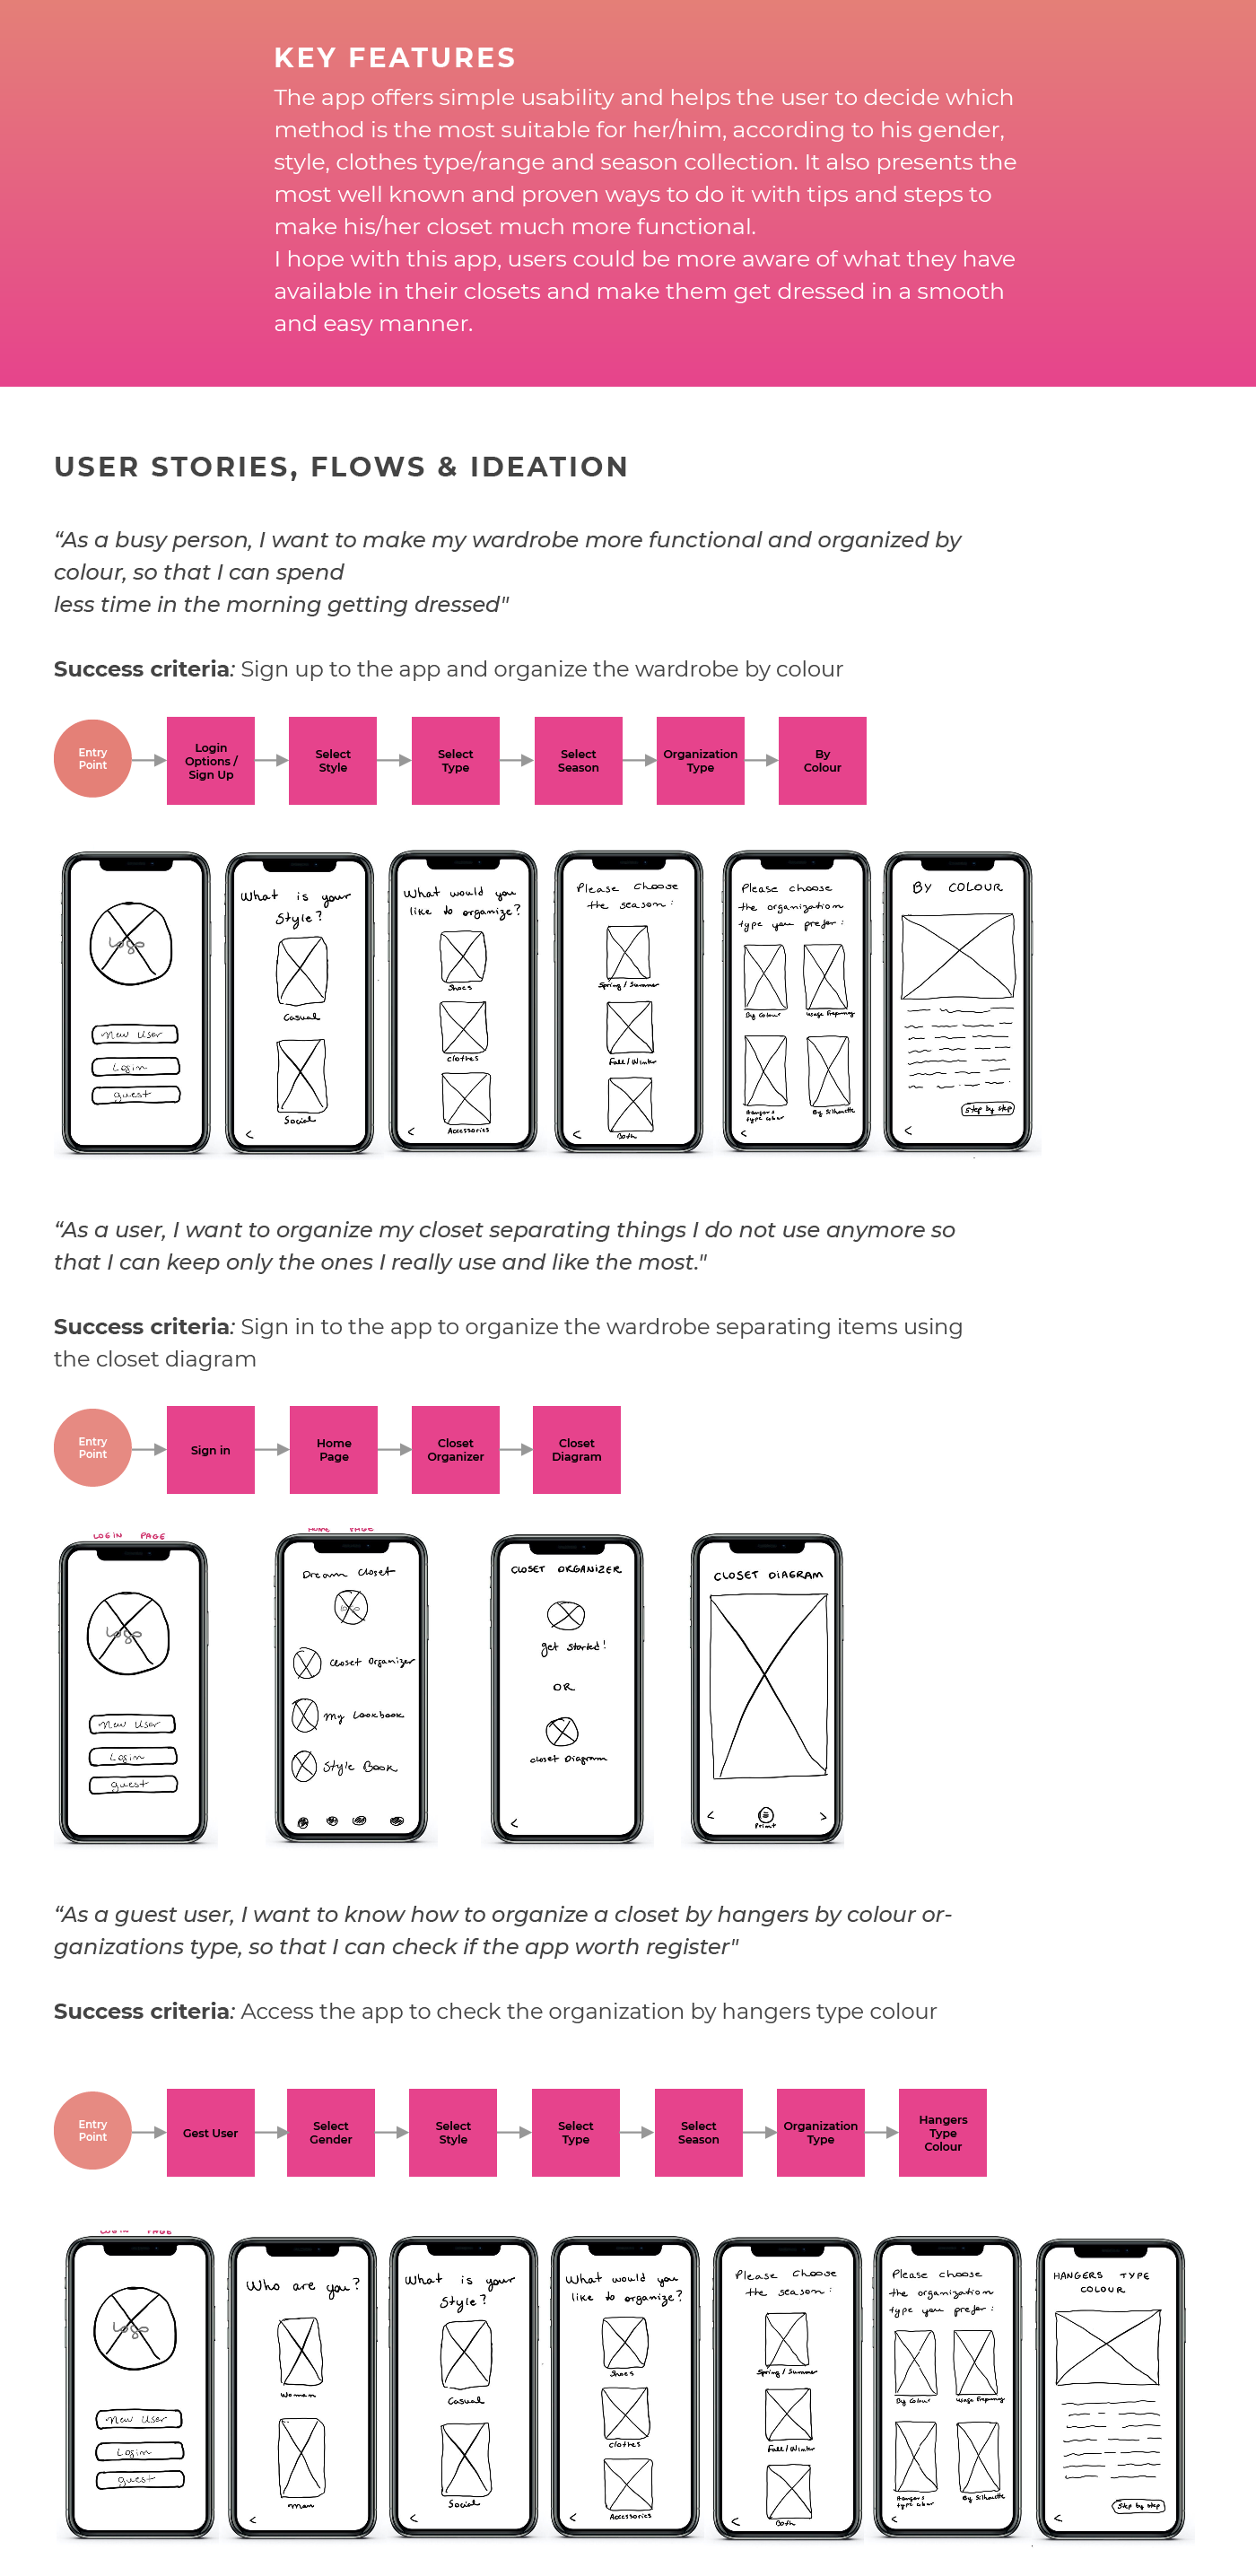 KEY FEATURES
The app offers simple usability and helps the user to decide which
method is the most suitable for her/him, according to his gender,
style, clothes type/range and season collection. It also presents the
most well known and proven ways to do it with tips and steps to
make his/her closet much more functional.
I hope with this app, users could be more aware of what they have
available in their closets and make them get dressed in a smooth
and easy manner.
USER STORIES, FLOWS & IDEATION
“As a busy person, I want to make my wardrobe more functional and organized by
colour, so that I can spend
less time in the morning getting dressed"
Success criteria: Sign up to the app and organize the wardrobe by colour
Entry
Point
Login
Options /
Sign Up
Select
Style
Select
Type
Select
Season
Organization
Type
By
Colour
Logo
New User
Login
guest
What is your
Style?
Casual
Social
<
What would you
like to organize?
Shoes
clothes
Accessories
<
Please choose
the season:
Spring / Summer
Fall / Winter
Both
<
Please choose
the organization
type you prefer:
By Colour
Usage Frequency
Hangers
type colour
By Silhouette
<
BY COLOUR
Step by step
<
“As a user, I want to organize my closet separating things I do not use anymore so
that I can keep only the ones I really use and like the most."
Success criteria: Sign in to the app to organize the wardrobe separating items using
the closet diagram
Entry
Point
Sign in
Home
Page
Closet
Organizer
Closet
Diagram
LOGIN PAGE
Logo
New User
Login
guest
HOME PAGE
Dream Closet
Logo
Closet Organizer
My Lookbook
Style Book
CLOSET ORGANIZER
get started!
OR
closet Diagram
<
CLOSET DIAGRAM
<
Print
>
“As a guest user, I want to know how to organize a closet by hangers by colour or-
ganizations type, so that I can check if the app worth register"
Success criteria: Access the app to check the organization by hangers type colour
Entry
Point
Gest User
Select
Gender
Select
Style
Select
Type
Select
Season
Organization
Type
Hangers
Type
Colour
LOGIN PAGE
Logo
New User
Login
guest
Who are you?
Woman
man
<
What is your
Style?
Casual
Social
<
What would you
like to organize?
Shoes
clothes
Accessories
<
Please choose
the season:
Spring / Summer
Fall / Winter
Both
<
Please choose
the organization
type you prefer:
By Colour
Usage Frequency
Hangers
type colour
By Silhouette
<
HANGERS TYPE
COLOUR
Step by step
<